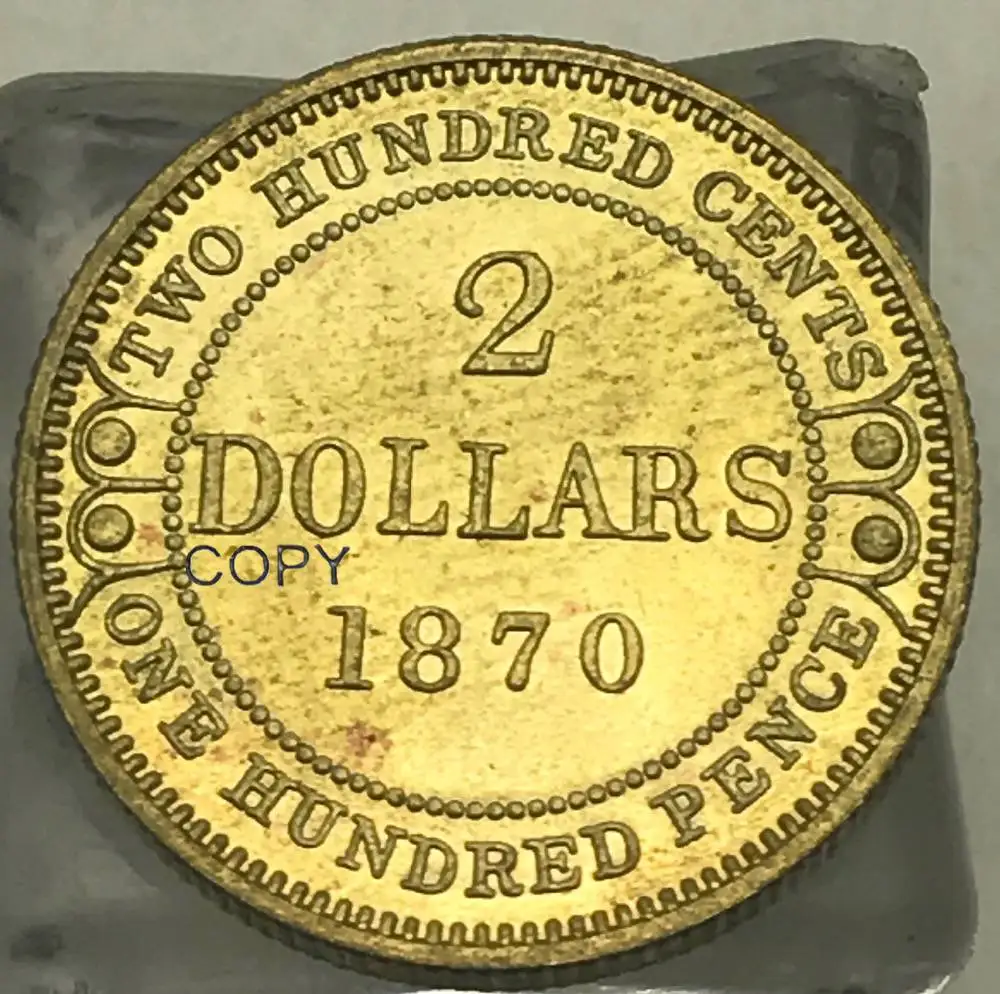 TWO HUNDRED CENTS
2
DOLLARS
COPY
1870
ONE HUNDRED PENCE